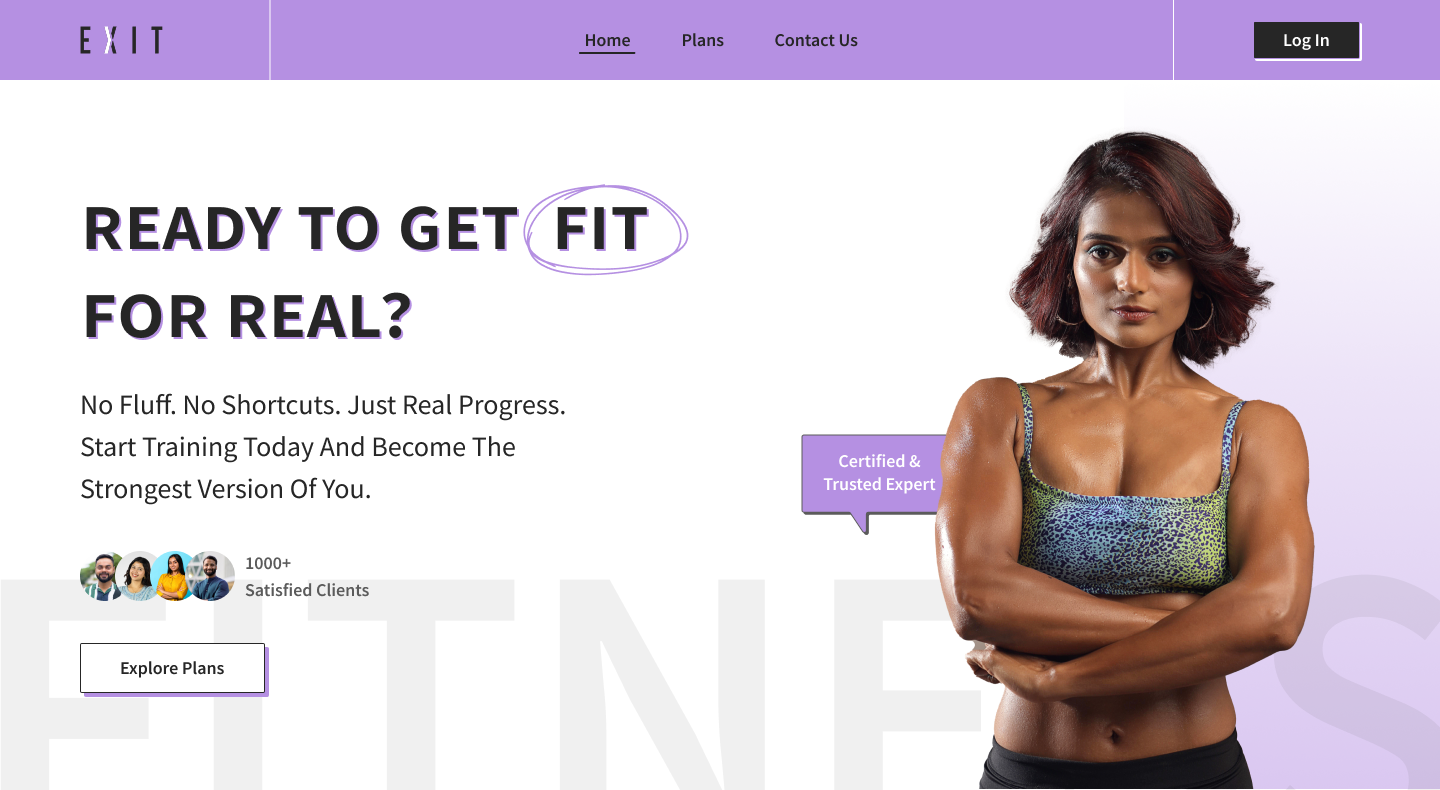 EXIT
Home
Plans
Contact Us
Log In
READY TO GET FIT
FOR REAL?
No Fluff. No Shortcuts. Just Real Progress.
Start Training Today And Become The
Strongest Version Of You.
Certified &
Trusted Expert
1000+
Satisfied Clients
Explore Plans
FITNES